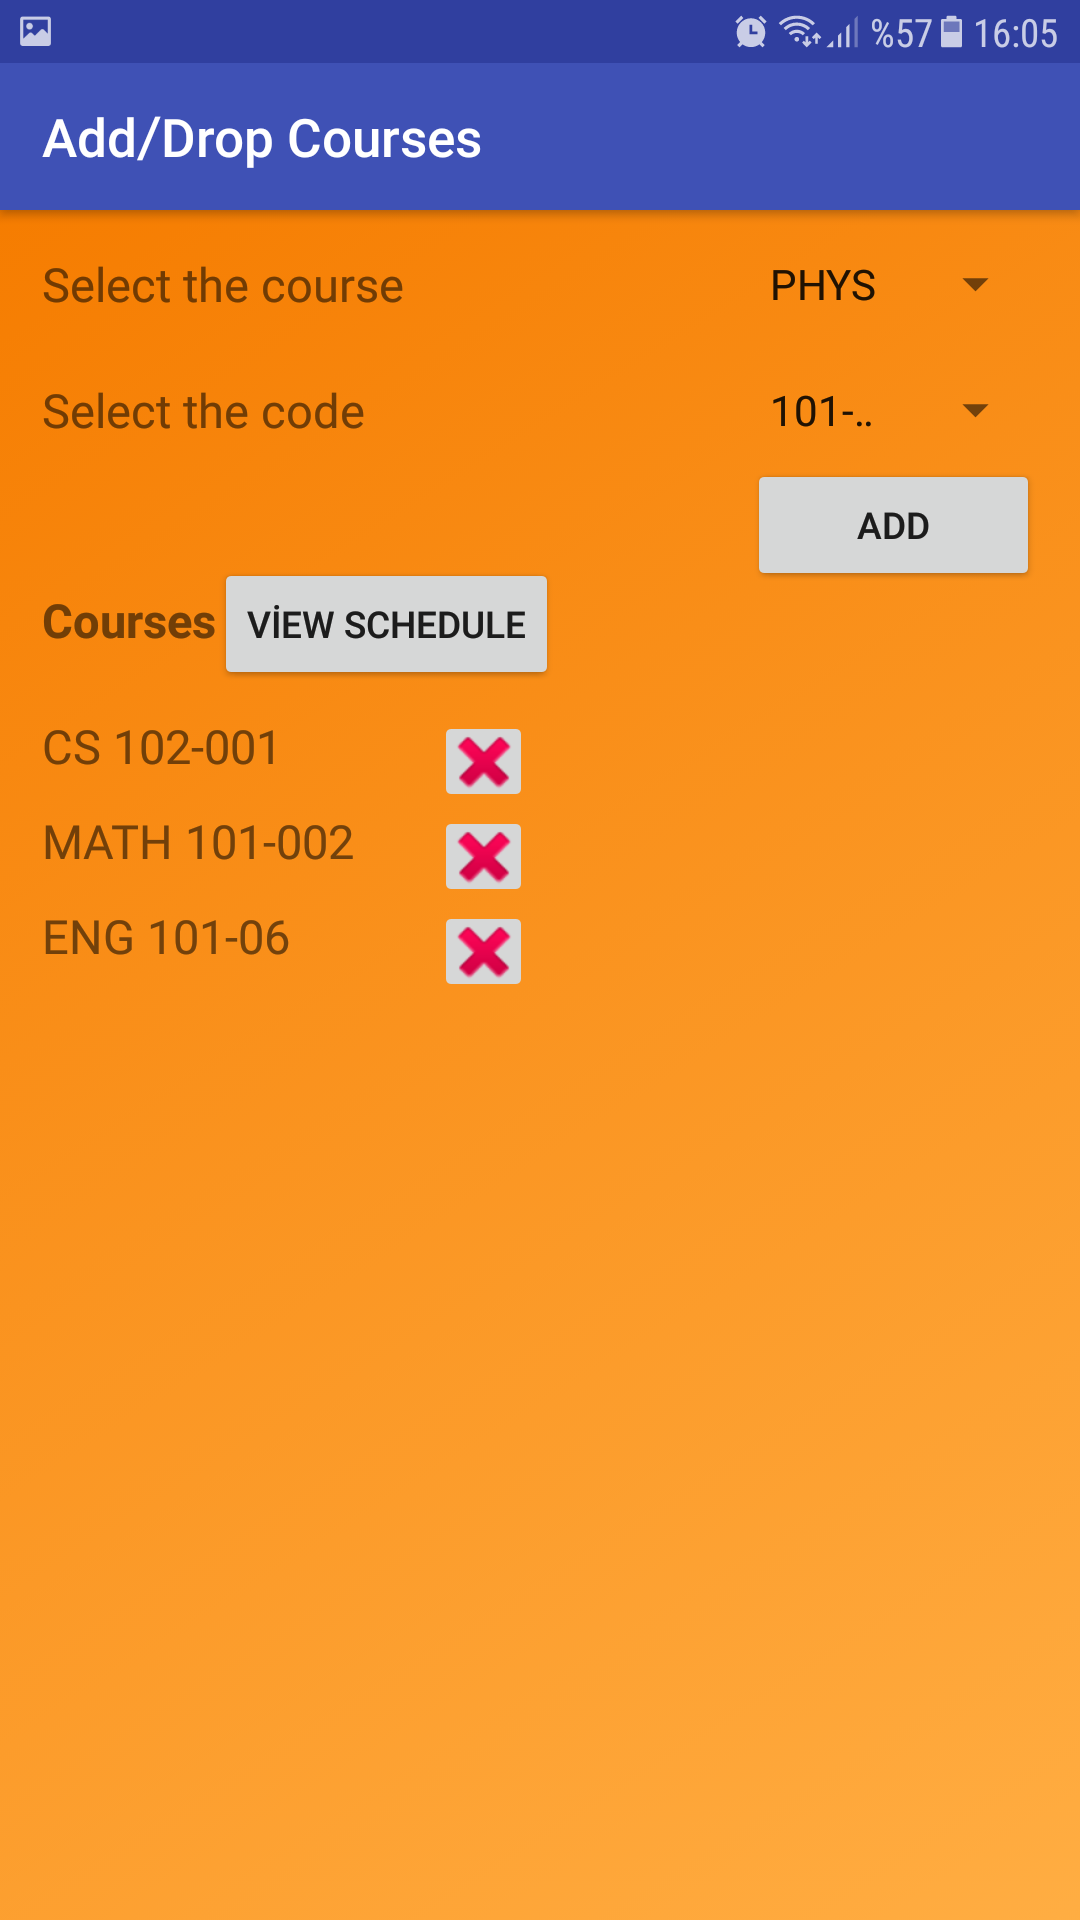 %57 16:05
Add/Drop Courses
Select the course PHYS
Select the code 101-..
ADD
Courses VİEW SCHEDULE
CS 102-001
MATH 101-002
ENG 101-06